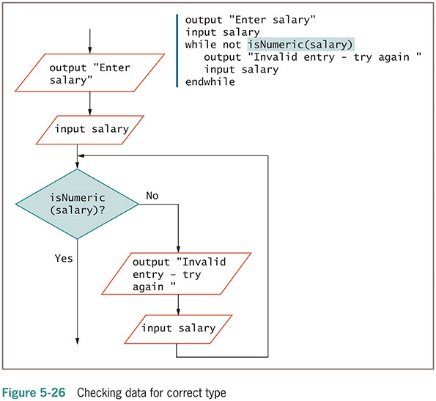 output "Enter salary"
input salary
while not isNumeric(salary)
output "Invalid entry – try again "
input salary
endwhile
output "Enter
salary"
input salary
isNumeric
(salary)?
No
Yes
output "Invalid
entry – try
again "
input salary
Figure 5-26 Checking data for correct type